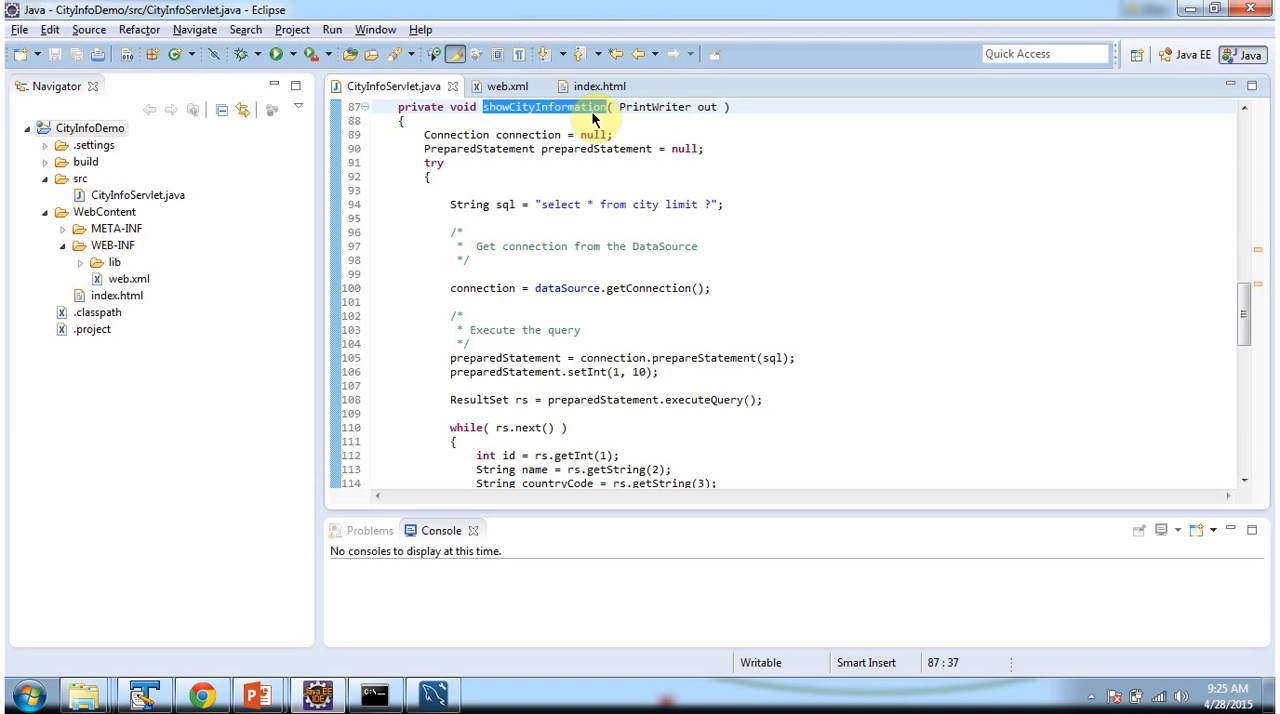 Java - CityInfoDemo/src/CityInfoServlet.java - Eclipse
File Edit Source Refactor Navigate Search Project Run Window Help
Quick Access Java EE Java
Navigator
CityInfoServlet.java web.xml index.html
CityInfoDemo
.settings
build
src
CityInfoServlet.java
WebContent
META-INF
WEB-INF
lib
web.xml
index.html
.classpath
.project
87 private void showCityInformation( PrintWriter out )
88 {
89 Connection connection = null;
90 PreparedStatement preparedStatement = null;
91 try
92 {
93
94 String sql = "select * from city limit ?";
95
96 /*
97 * Get connection from the DataSource
98 */
99
100 connection = dataSource.getConnection();
101
102 /*
103 * Execute the query
104 */
105 preparedStatement = connection.prepareStatement(sql);
106 preparedStatement.setInt(1, 10);
107
108 ResultSet rs = preparedStatement.executeQuery();
109
110 while( rs.next() )
111 {
112 int id = rs.getInt(1);
113 String name = rs.getString(2);
114 String countryCode = rs.getString(3);
Problems Console
No consoles to display at this time.
Writable Smart Insert 87 : 37
Java EE IDE
9:25 AM
4/28/2015